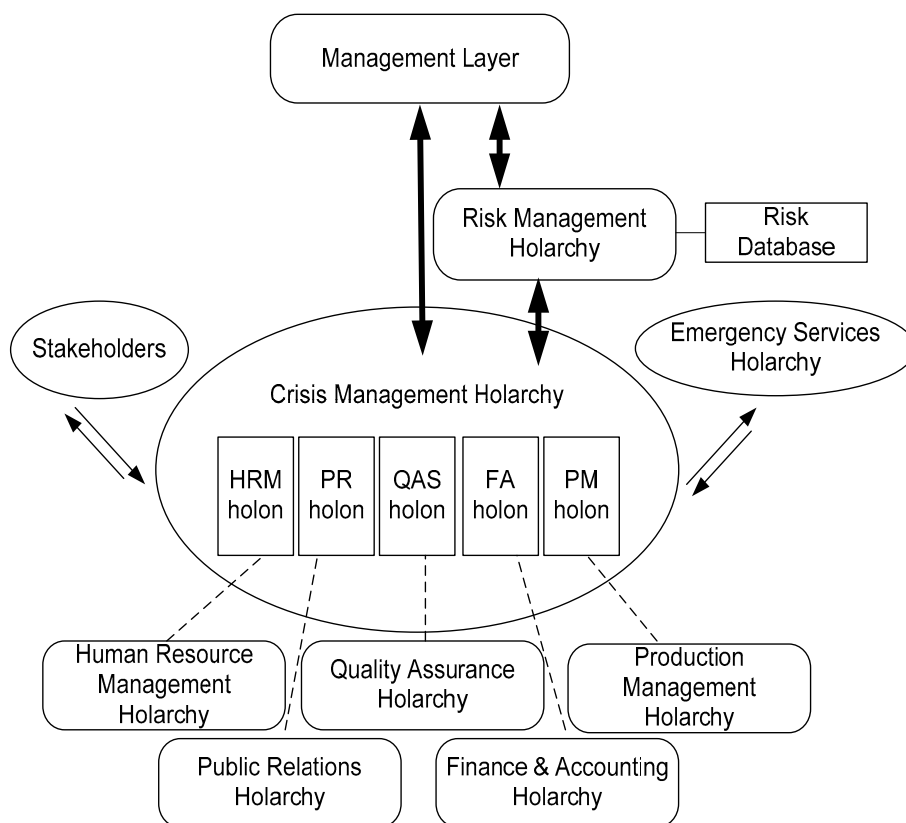 Management Layer
Risk Management
Holarchy
Risk
Database
Stakeholders
Emergency Services
Holarchy
Crisis Management Holarchy
HRM
holon
PR
holon
QAS
holon
FA
holon
PM
holon
Human Resource
Management
Holarchy
Quality Assurance
Holarchy
Production
Management
Holarchy
Public Relations
Holarchy
Finance & Accounting
Holarchy